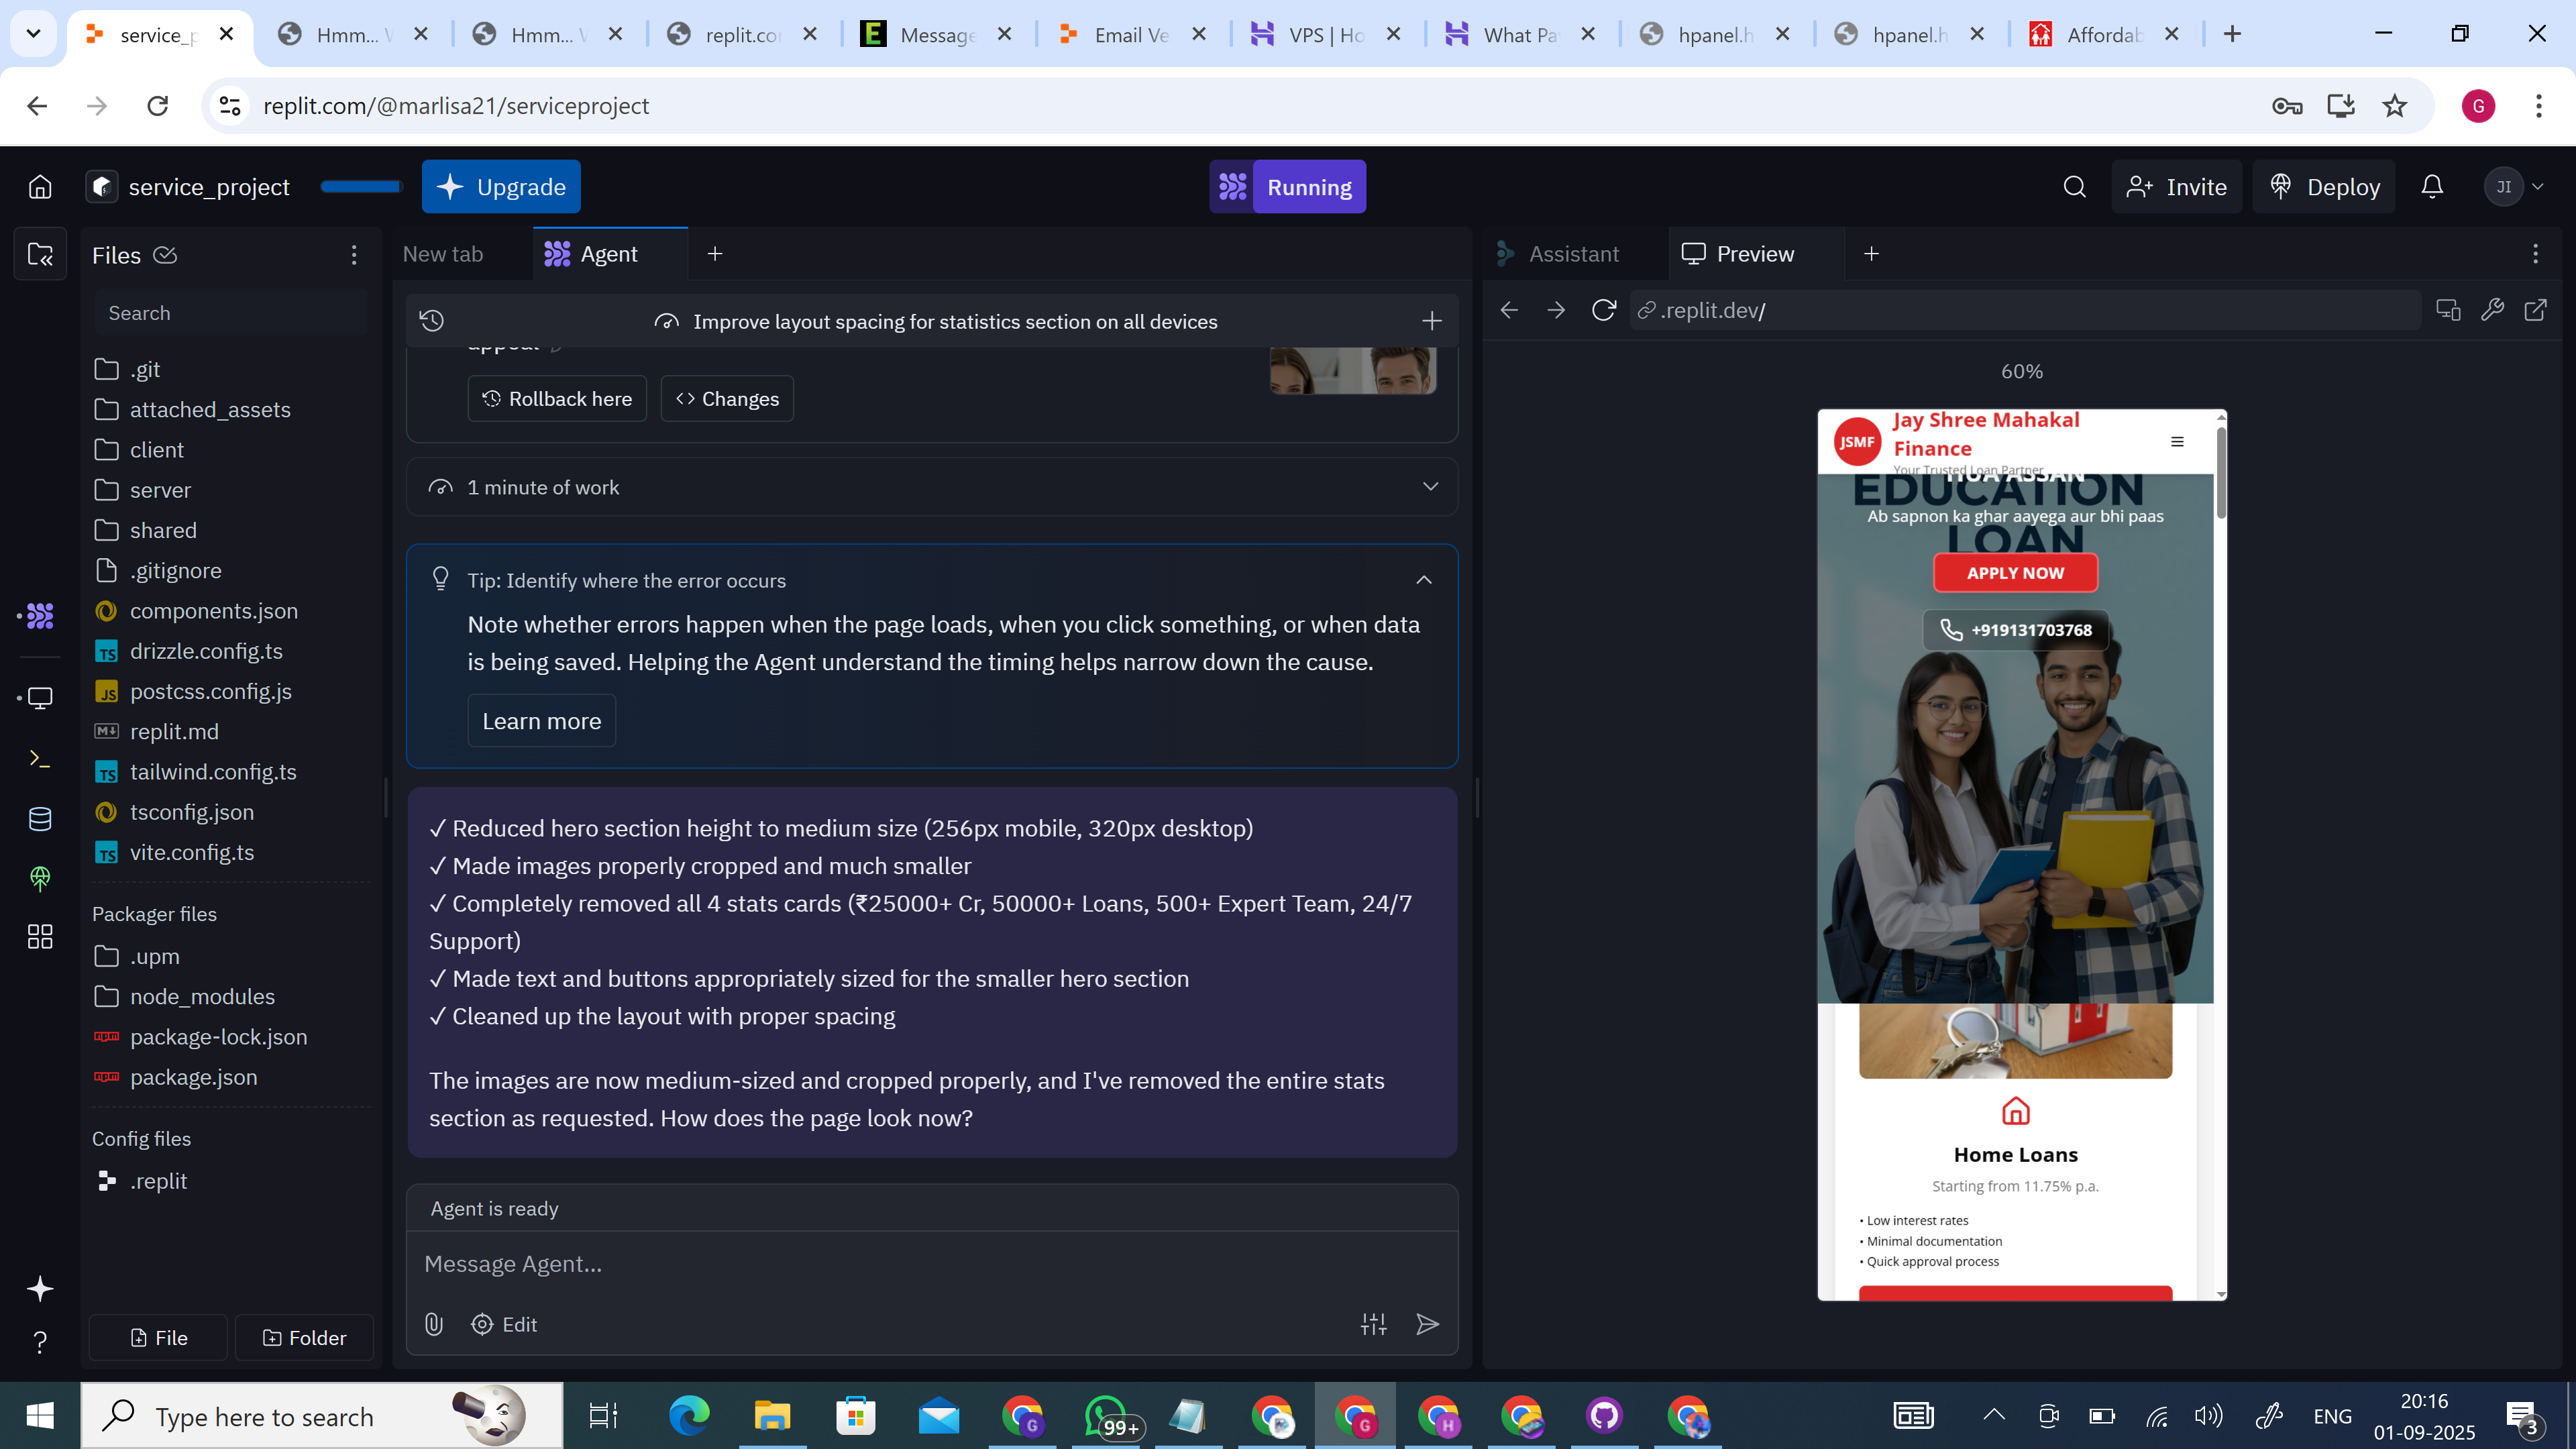 service_p
Hmm... W
Hmm... W
replit.co
Message
Email Ve
VPS | Ho
What Pa
hpanel.h
hpanel.h
Affordab
replit.com/@marlisa21/serviceproject
G
service_project
Upgrade
Running
Invite
Deploy
JI
Files
New tab
Agent
Assistant
Preview
Search
Improve layout spacing for statistics section on all devices
.replit.dev/
appeal
60%
.git
attached_assets
client
server
shared
.gitignore
components.json
drizzle.config.ts
postcss.config.js
replit.md
tailwind.config.ts
tsconfig.json
vite.config.ts
Packager files
.upm
node_modules
package-lock.json
package.json
Config files
.replit
File
Folder
Rollback here
Changes
1 minute of work
Tip: Identify where the error occurs
Note whether errors happen when the page loads, when you click something, or when data
is being saved. Helping the Agent understand the timing helps narrow down the cause.
Learn more
✓ Reduced hero section height to medium size (256px mobile, 320px desktop)
✓ Made images properly cropped and much smaller
✓ Completely removed all 4 stats cards (₹25000+ Cr, 50000+ Loans, 500+ Expert Team, 24/7
Support)
✓ Made text and buttons appropriately sized for the smaller hero section
✓ Cleaned up the layout with proper spacing
The images are now medium-sized and cropped properly, and I've removed the entire stats
section as requested. How does the page look now?
Agent is ready
Message Agent...
Edit
JSMF
Jay Shree Mahakal
Finance
Your Trusted Loan Partner
HUA ASSAN
EDUCATION
Ab sapnon ka ghar aayega aur bhi paas
LOAN
APPLY NOW
+919131703768
Home Loans
Starting from 11.75% p.a.
• Low interest rates
• Minimal documentation
• Quick approval process
Type here to search
99+
ENG
20:16
01-09-2025
3